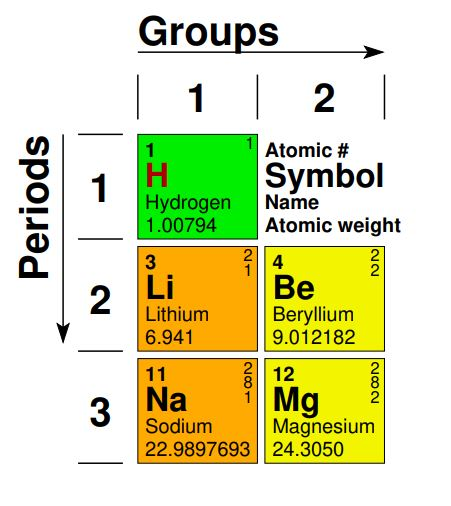 Groups
1 2
Periods
1
1 1
H
Hydrogen
1.00794
Atomic #
Symbol
Name
Atomic weight
2
3 2
1
Li
Lithium
6.941
4 2
2
Be
Beryllium
9.012182
3
11 2
8
1
Na
Sodium
22.9897693
12 2
8
2
Mg
Magnesium
24.3050